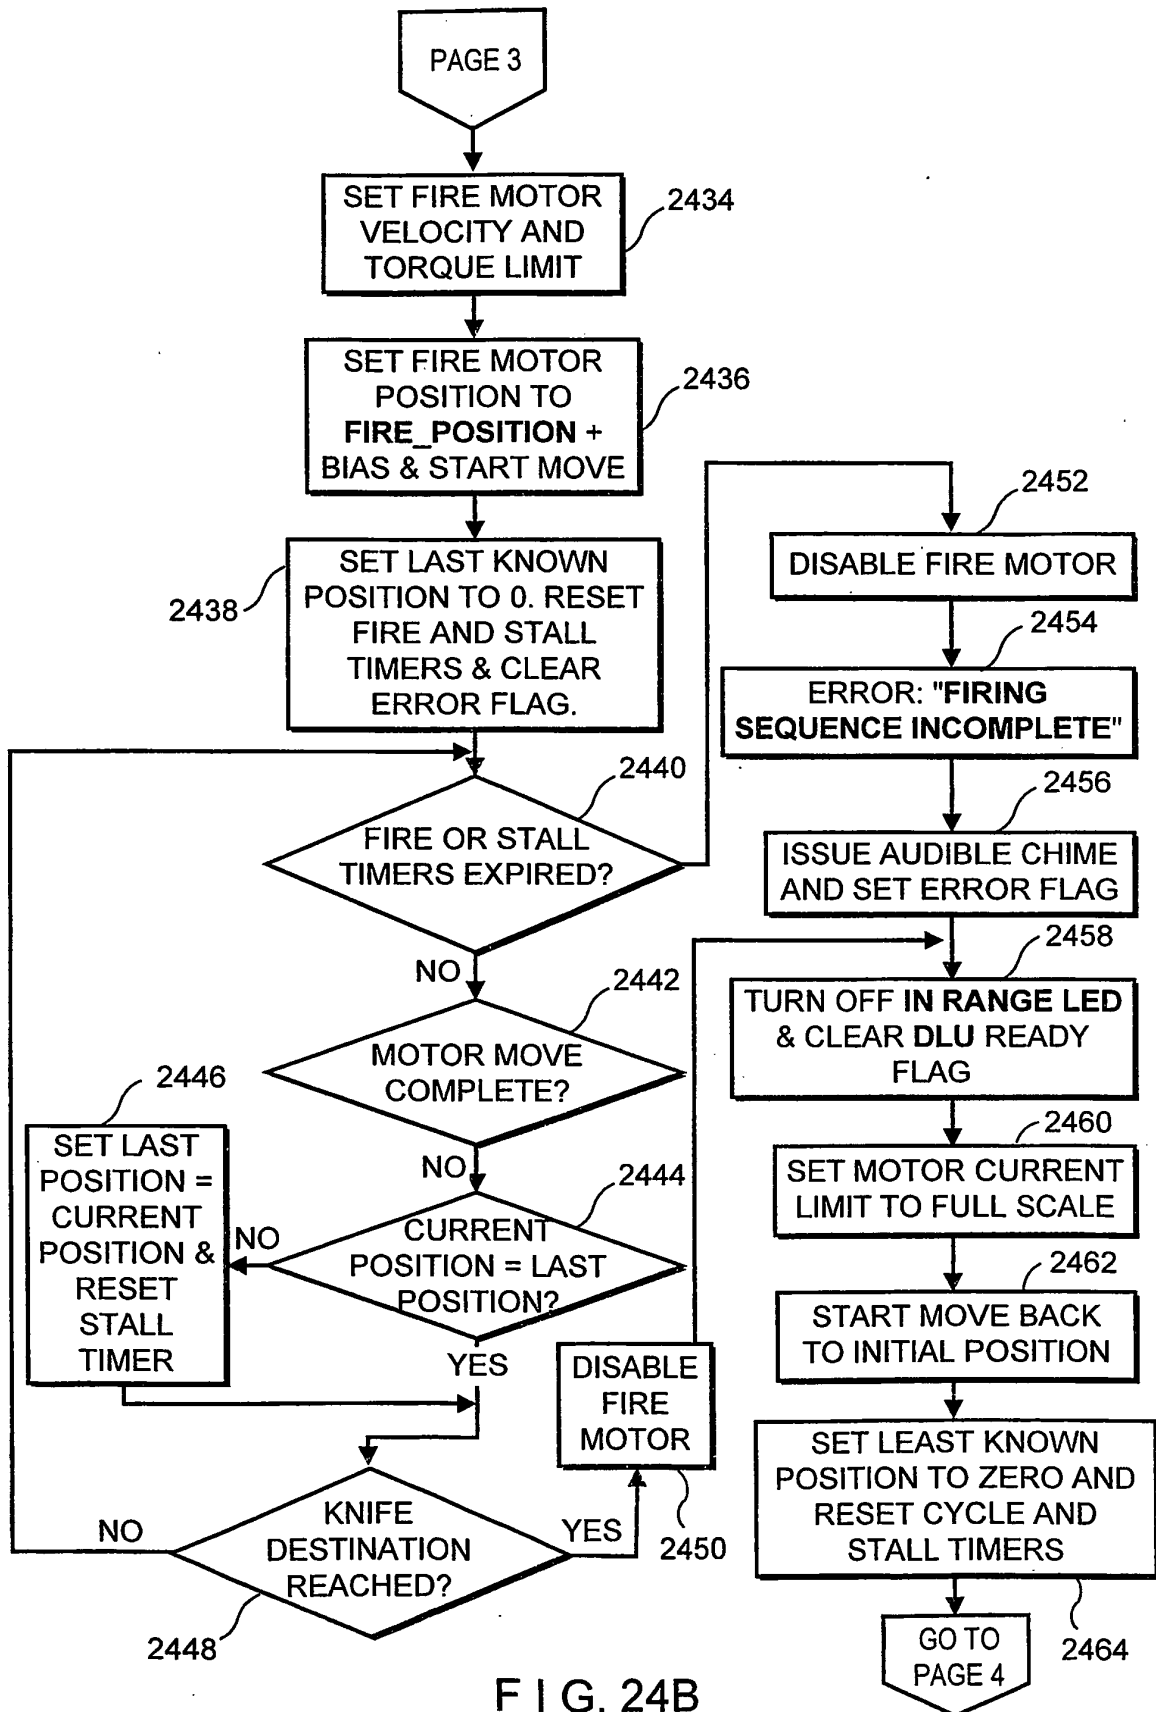 PAGE 3
SET FIRE MOTOR
VELOCITY AND
TORQUE LIMIT
2434
SET FIRE MOTOR
POSITION TO
FIRE_POSITION +
BIAS & START MOVE
2436
SET LAST KNOWN
POSITION TO 0. RESET
FIRE AND STALL
TIMERS & CLEAR
ERROR FLAG.
2438
FIRE OR STALL
TIMERS EXPIRED?
2440
NO
MOTOR MOVE
COMPLETE?
2442
NO
CURRENT
POSITION = LAST
POSITION?
2444
NO
YES
2446
SET LAST
POSITION =
CURRENT
POSITION &
RESET
STALL
TIMER
KNIFE
DESTINATION
REACHED?
2448
NO
YES
DISABLE
FIRE
MOTOR
2450
2452
DISABLE FIRE MOTOR
2454
ERROR: "FIRING
SEQUENCE INCOMPLETE"
2456
ISSUE AUDIBLE CHIME
AND SET ERROR FLAG
2458
TURN OFF IN RANGE LED
& CLEAR DLU READY
FLAG
2460
SET MOTOR CURRENT
LIMIT TO FULL SCALE
2462
START MOVE BACK
TO INITIAL POSITION
SET LEAST KNOWN
POSITION TO ZERO AND
RESET CYCLE AND
STALL TIMERS
2464
GO TO
PAGE 4
FIG. 24B